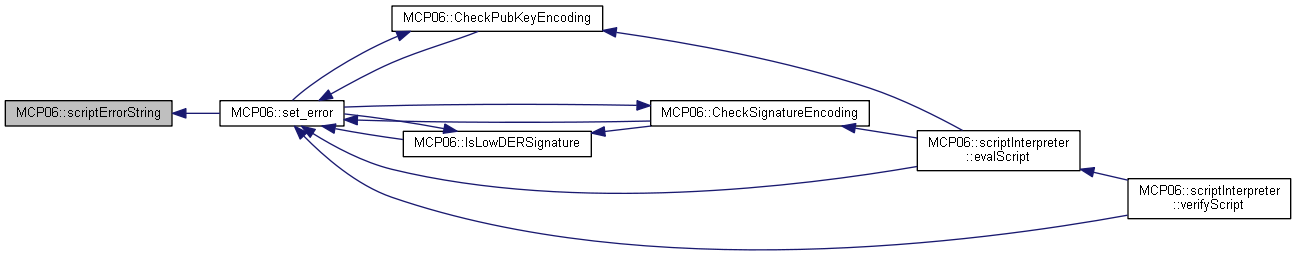 MCP06::CheckPubKeyEncoding
MCP06::scriptErrorString
MCP06::set_error
MCP06::CheckSignatureEncoding
MCP06::IsLowDERSignature
MCP06::scriptInterpreter
::evalScript
MCP06::scriptInterpreter
::verifyScript